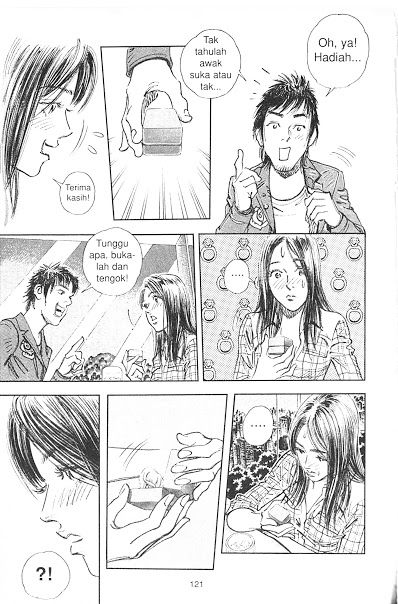 Oh, ya!
Hadiah...
Tak
tahulah
awak
suka atau
tak...
Terima
kasih!
....
Tunggu
apa, buka-
lah dan
tengok!
.....
?!
121